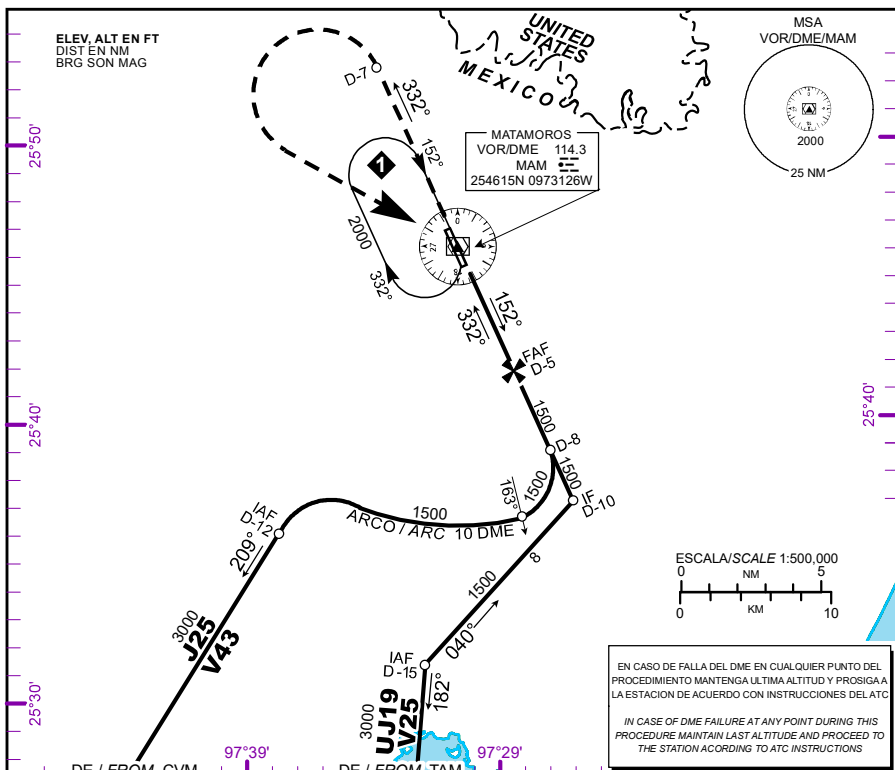 ELEV, ALT EN FT
DIST EN NM
BRG SON MAG
UNITED
STATES
MEXICO
MSA
VOR/DME/MAM
2000
25 NM
D-7
332°
152°
25°50'
1
MATAMOROS
VOR/DME 114.3
MAM
254615N 0973126W
0
27
2000
332°
152°
332°
FAF
D-5
25°40'
25°40'
1500
D-8
1500
IF
D-10
163°
1500
1500
ARCO / ARC 10 DME
IAF
D-12
209°
3000
J25
V43
1500
8
040°
IAF
D-15
182°
3000
UJ19
V25
ESCALA/SCALE 1:500,000
0 NM 5
0 KM 10
EN CASO DE FALLA DEL DME EN CUALQUIER PUNTO DEL
PROCEDIMIENTO MANTENGA ULTIMA ALTITUD Y PROSIGA A
LA ESTACION DE ACUERDO CON INSTRUCCIONES DEL ATC
IN CASE OF DME FAILURE AT ANY POINT DURING THIS
PROCEDURE MAINTAIN LAST ALTITUDE AND PROCEED TO
THE STATION ACORDING TO ATC INSTRUCTIONS
25°30'
97°39'
97°29'
DE / FROM CVM
DE / FROM TAM